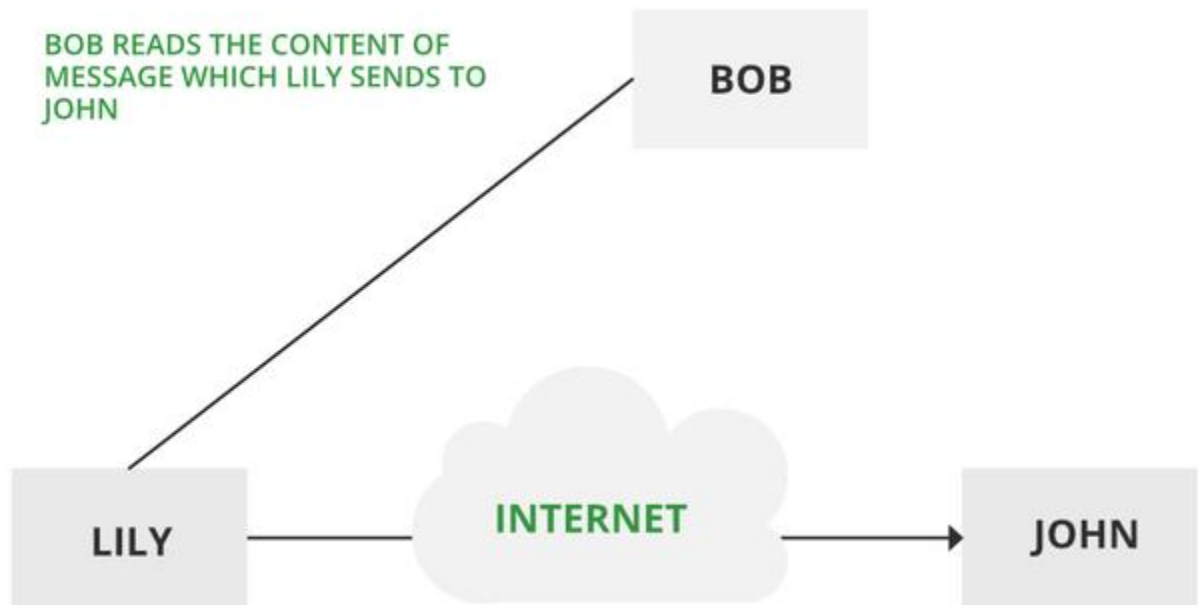 BOB READS THE CONTENT OF
MESSAGE WHICH LILY SENDS TO
JOHN
BOB
LILY
INTERNET
JOHN